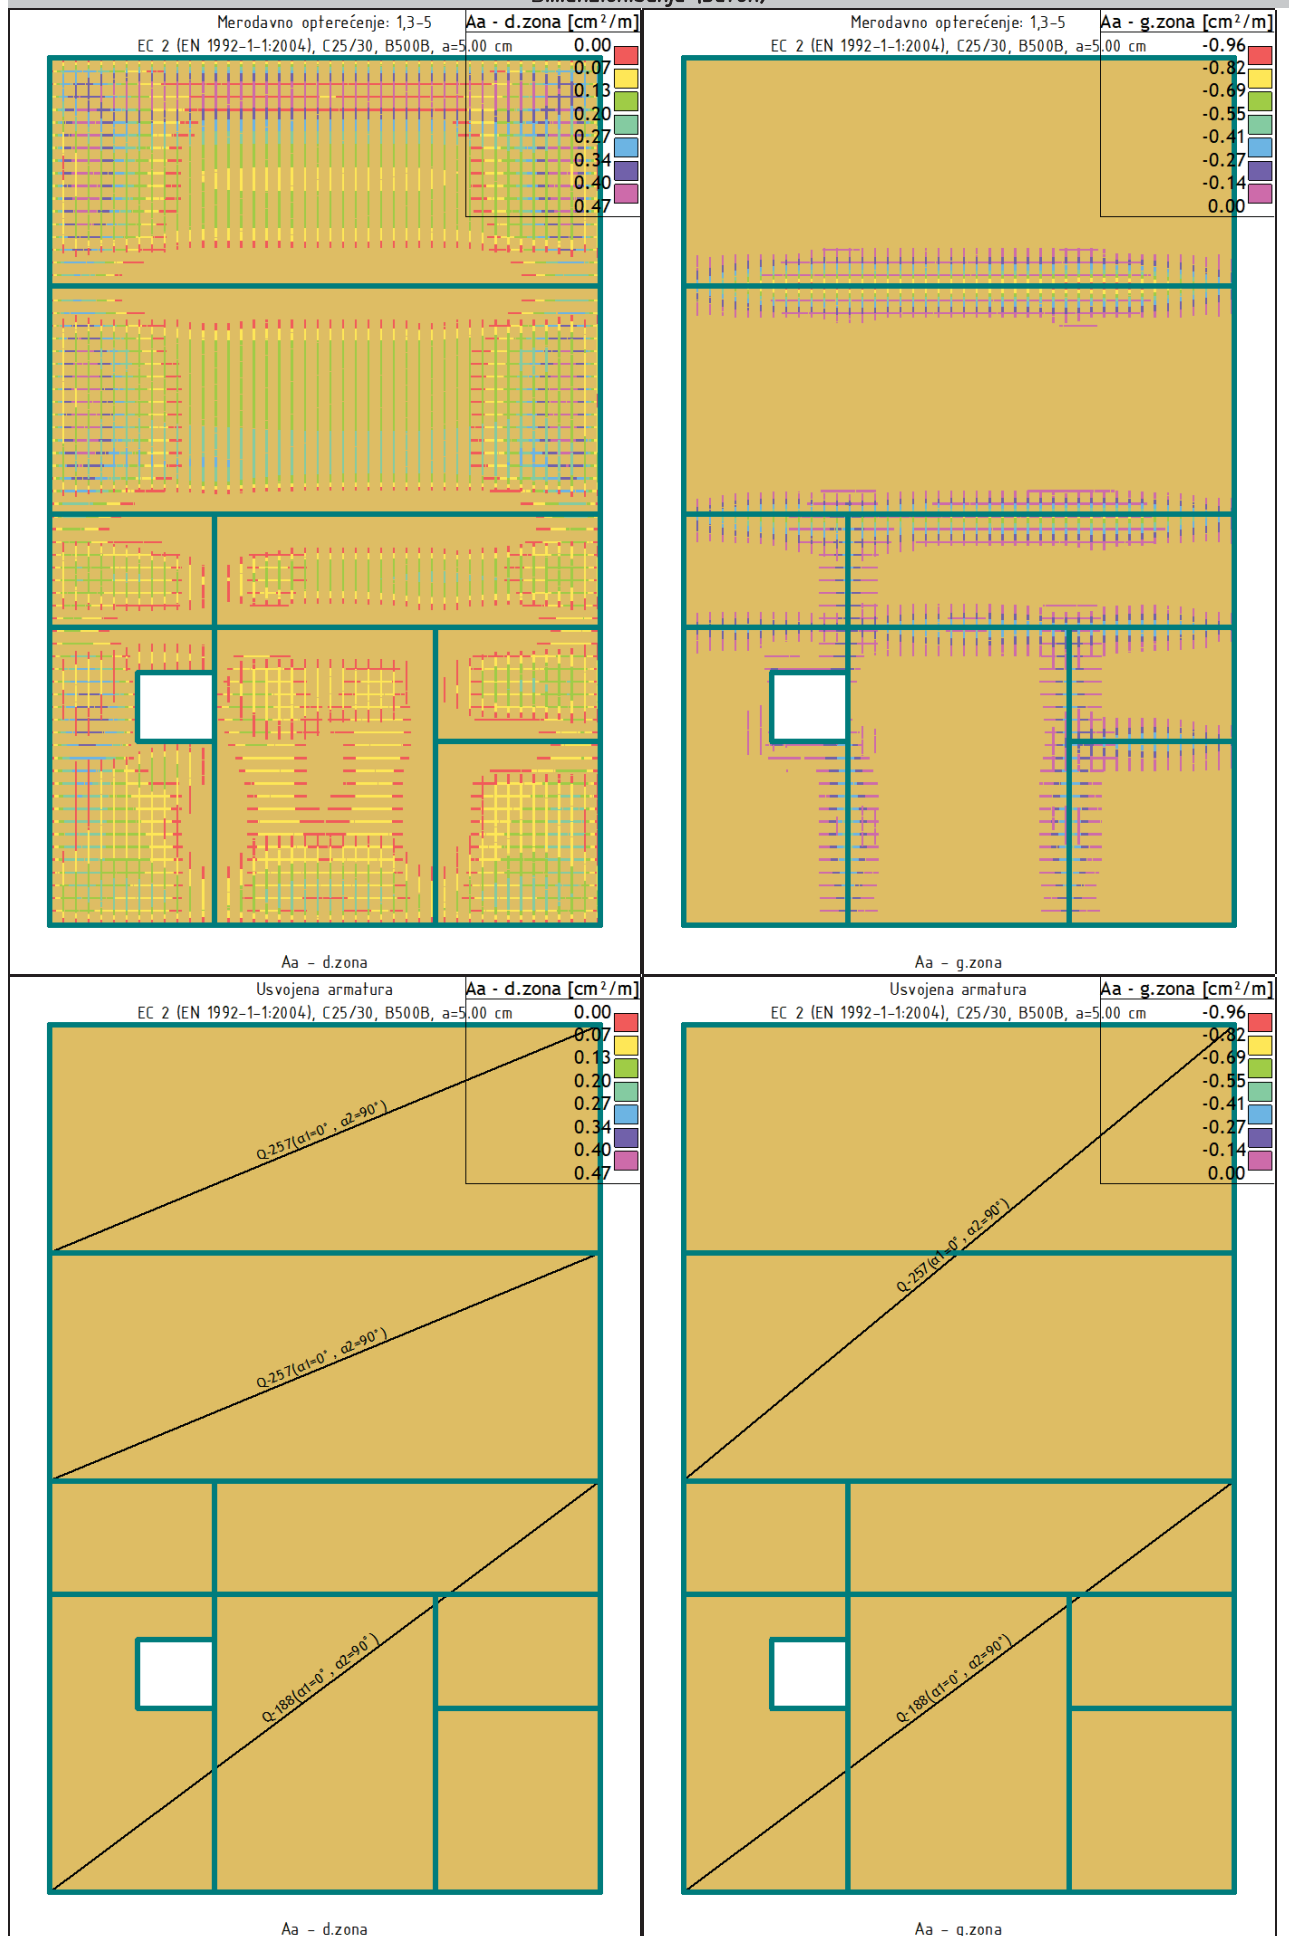 Merodavno opterećenje: 1,3-5
EC 2 (EN 1992-1-1:2004), C25/30, B500B, a=5.00 cm
Aa - d.zona [cm²/m]
0.00
0.07
0.13
0.20
0.27
0.34
0.40
0.47
Aa - d.zona
Merodavno opterećenje: 1,3-5
EC 2 (EN 1992-1-1:2004), C25/30, B500B, a=5.00 cm
Aa - g.zona [cm²/m]
-0.96
-0.82
-0.69
-0.55
-0.41
-0.27
-0.14
0.00
Aa - g.zona
Usvojena armatura
EC 2 (EN 1992-1-1:2004), C25/30, B500B, a=5.00 cm
Aa - d.zona [cm²/m]
0.00
0.07
0.13
0.20
0.27
0.34
0.40
0.47
Q-257(α1=0° , α2=90°)
Q-257(α1=0° , α2=90°)
Q-188(α1=0° , α2=90°)
Aa - d.zona
Usvojena armatura
EC 2 (EN 1992-1-1:2004), C25/30, B500B, a=5.00 cm
Aa - g.zona [cm²/m]
-0.96
-0.82
-0.69
-0.55
-0.41
-0.27
-0.14
0.00
Q-257(α1=0° , α2=90°)
Q-188(α1=0° , α2=90°)
Aa - g.zona